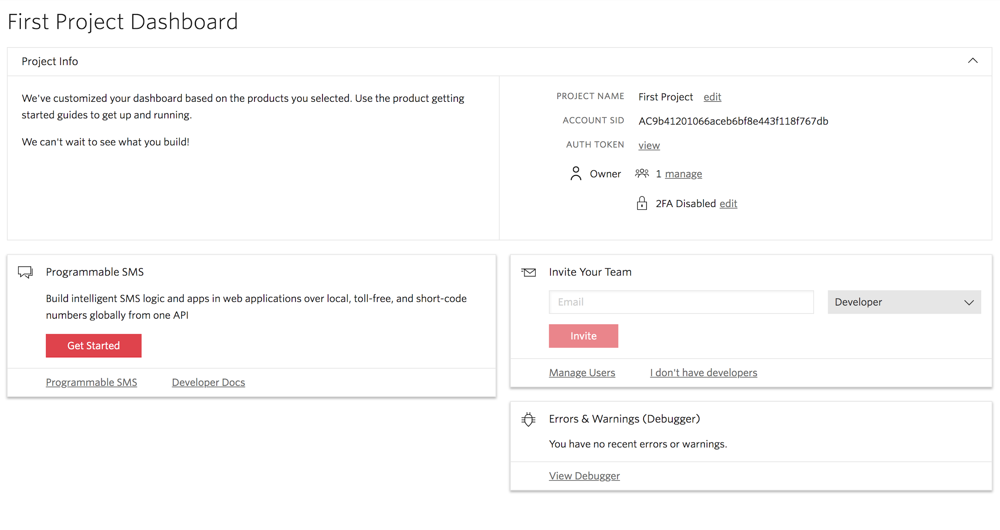 First Project Dashboard
Project Info
We've customized your dashboard based on the products you selected. Use the product getting
started guides to get up and running.
We can't wait to see what you build!
PROJECT NAME First Project edit
ACCOUNT SID AC9b41201066aceb6bf8e443f118f767db
AUTH TOKEN view
Owner 1 manage
2FA Disabled edit
Programmable SMS
Build intelligent SMS logic and apps in web applications over local, toll-free, and short-code
numbers globally from one API
Get Started
Programmable SMS Developer Docs
Invite Your Team
Email Developer
Invite
Manage Users I don't have developers
Errors & Warnings (Debugger)
You have no recent errors or warnings.
View Debugger